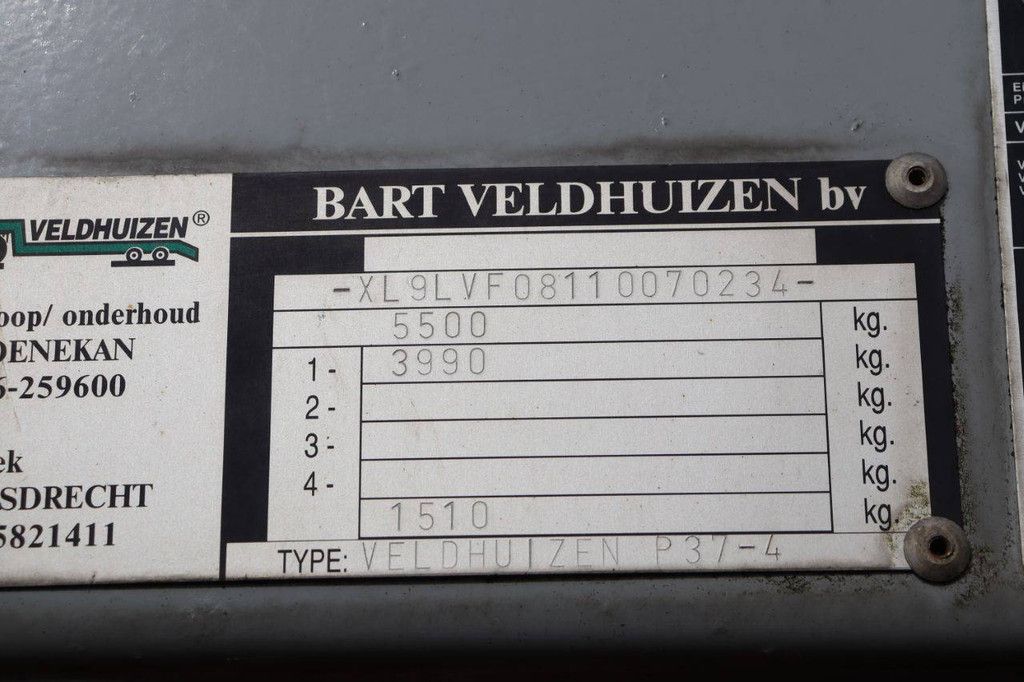 VELDHUIZEN®
oop/ onderhoud
DENEKAN
6-259600
ek
SDRECHT
5821411
BART VELDHUIZEN bv
-XL9LVF08110070234-
5500 kg.
1- 3990 kg.
2- kg.
3- kg.
4- kg.
1510 kg.
TYPE: VELDHUIZEN P37-4